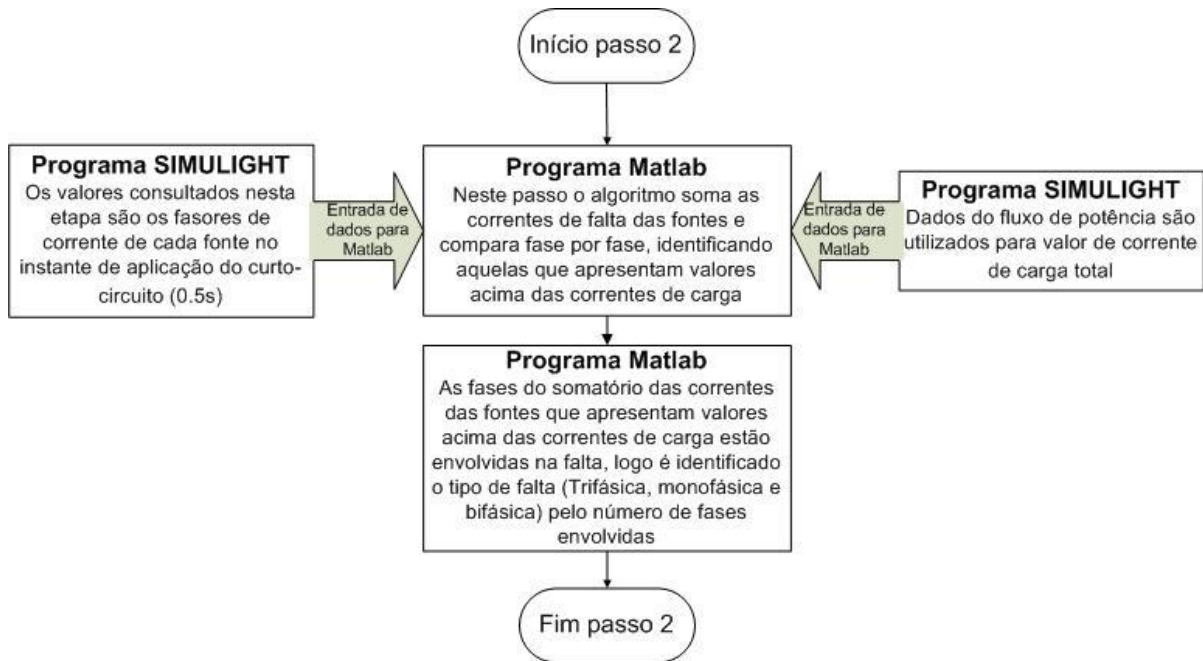 Início passo 2
Programa SIMULIGHT
Os valores consultados nesta
etapa são os fasores de
corrente de cada fonte no
instante de aplicação do curto-
circuito (0.5s)
Entrada de
dados para
Matlab
Programa Matlab
Neste passo o algoritmo soma as
correntes de falta das fontes e
compara fase por fase, identificando
aquelas que apresentam valores
acima das correntes de carga
Entrada de
dados para
Matlab
Programa SIMULIGHT
Dados do fluxo de potência são
utilizados para valor de corrente
de carga total
Programa Matlab
As fases do somatório das correntes
das fontes que apresentam valores
acima das correntes de carga estão
envolvidas na falta, logo é identificado
o tipo de falta (Trifásica, monofásica e
bifásica) pelo número de fases
envolvidas
Fim passo 2